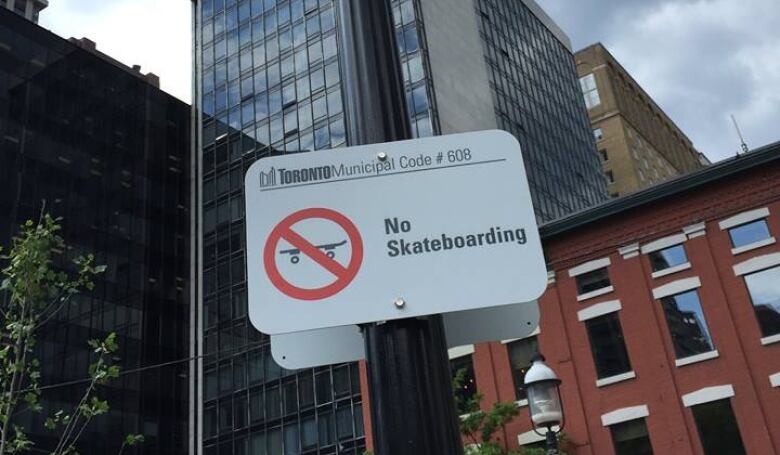 TORONTO Municipal Code # 608
No
Skateboarding